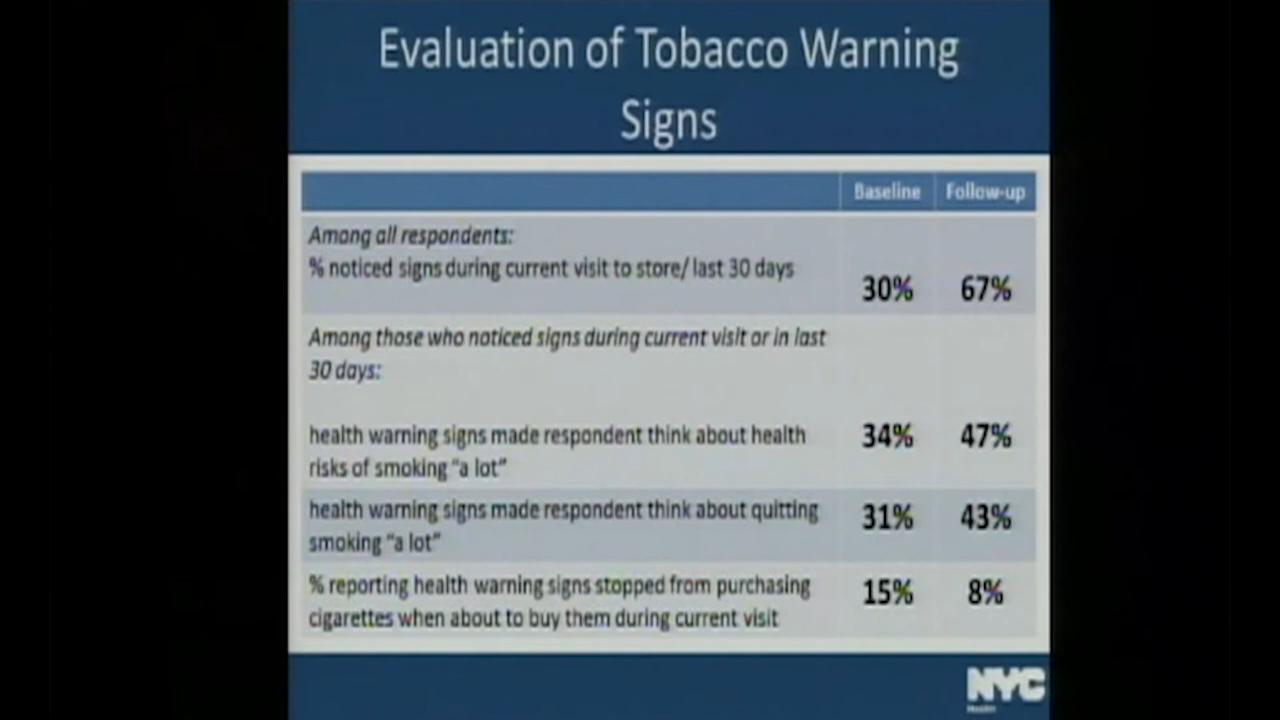 Evaluation of Tobacco Warning
Signs
Baseline Follow-up
Among all respondents:
% noticed signs during current visit to store/ last 30 days
30% 67%
Among those who noticed signs during current visit or in last
30 days:
health warning signs made respondent think about health
risks of smoking "a lot"
34% 47%
health warning signs made respondent think about quitting
smoking "a lot"
31% 43%
% reporting health warning signs stopped from purchasing
cigarettes when about to buy them during current visit
15% 8%
NYC
Health